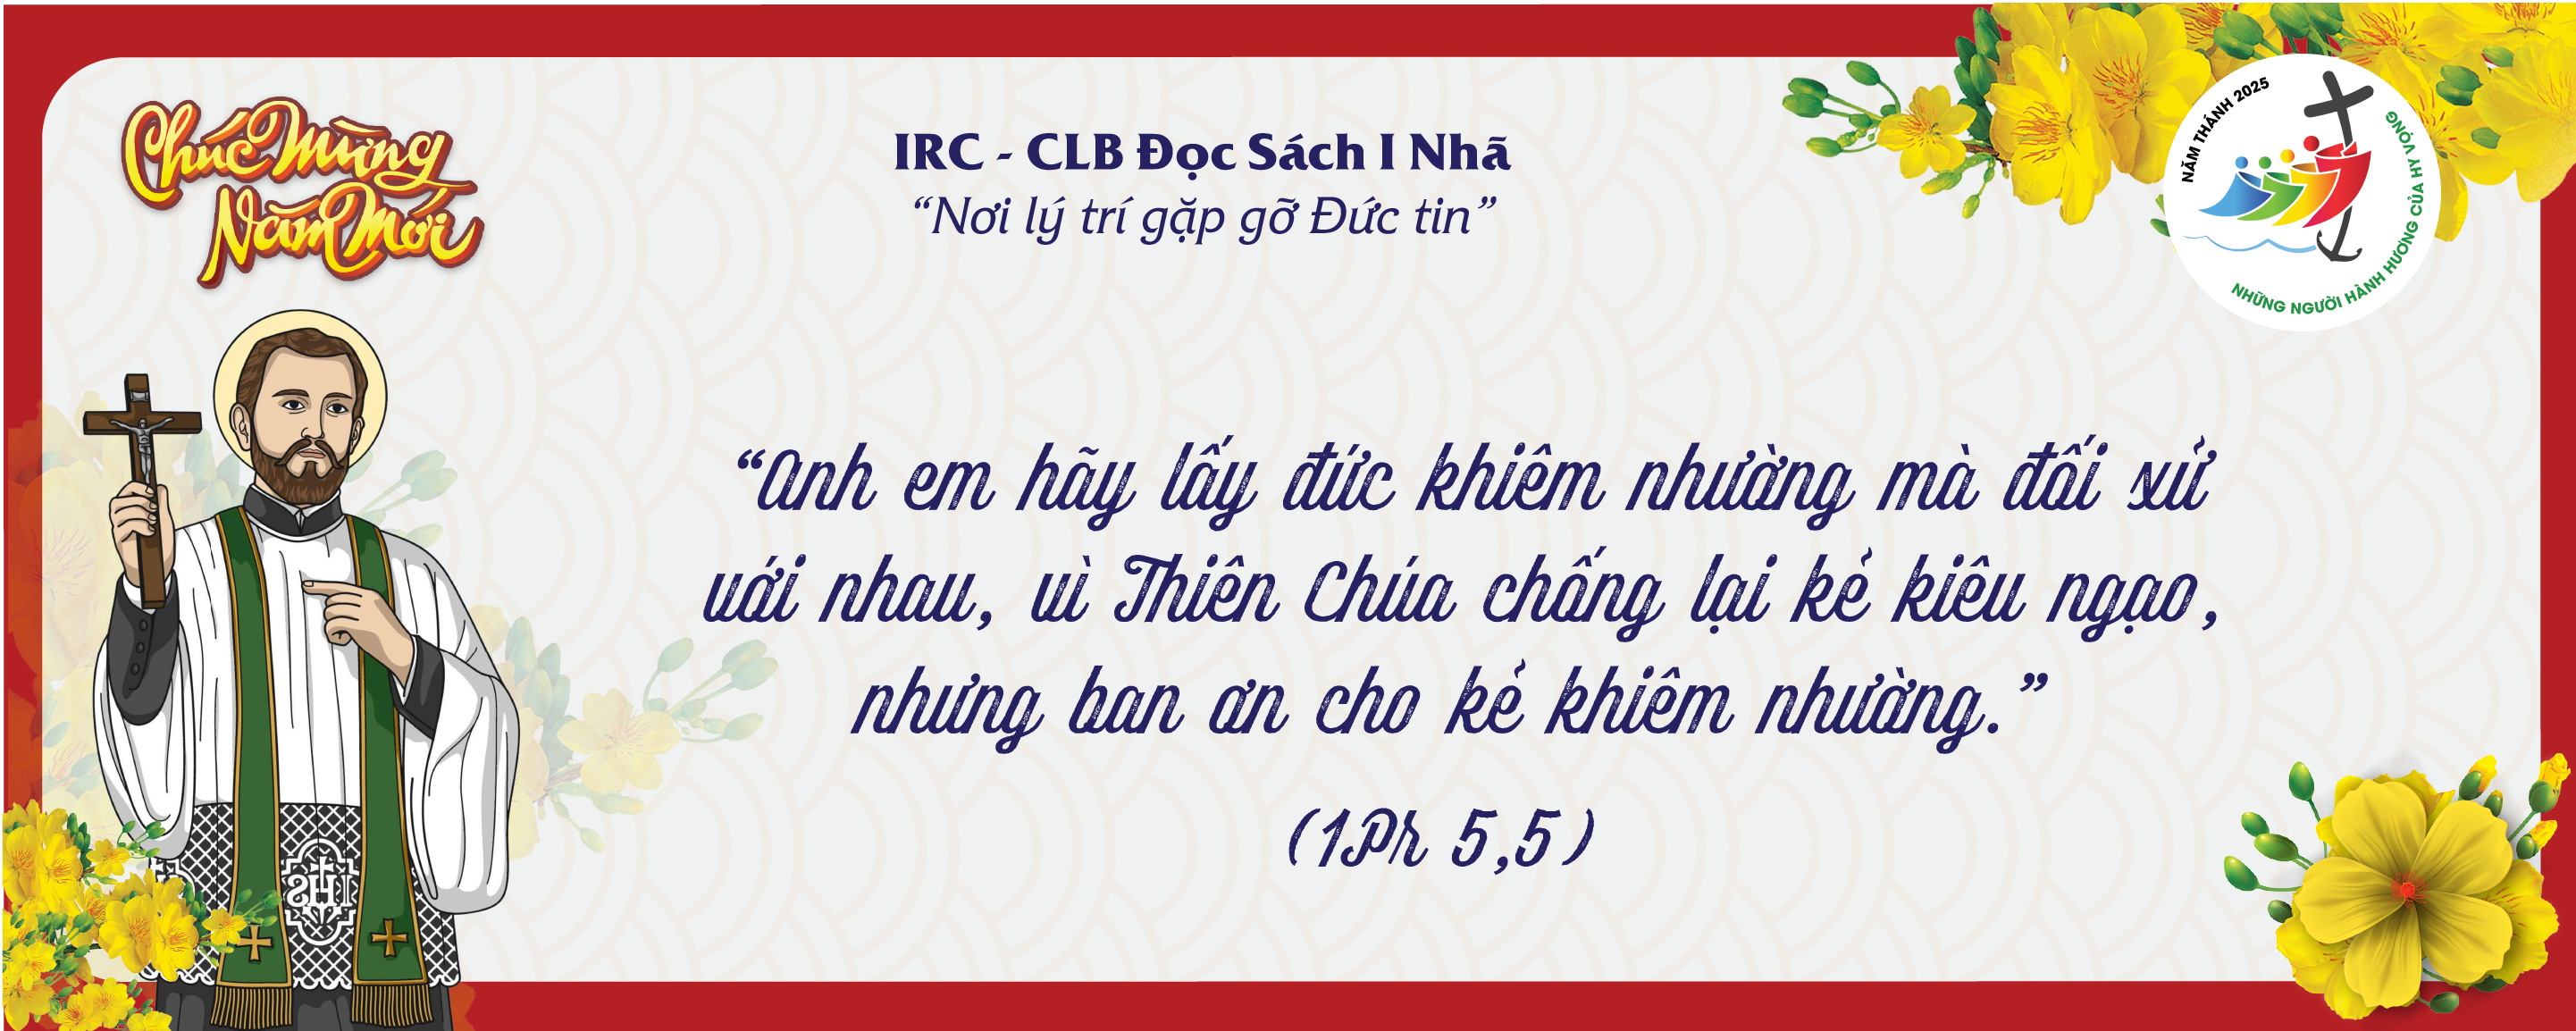 Chúc Mừng
Năm Mới
IRC - CLB Đọc Sách I Nhã
“Nơi lý trí gặp gỡ Đức tin”
NĂM THÁNH 2025
NHỮNG NGƯỜI HÀNH HƯƠNG CỦA HY VỌNG
“Anh em hãy lấy đức khiêm nhường mà đối xử
với nhau, vì Thiên Chúa chống lại kẻ kiêu ngạo,
nhưng ban ơn cho kẻ khiêm nhường.”
(1Pr 5,5)
IHS